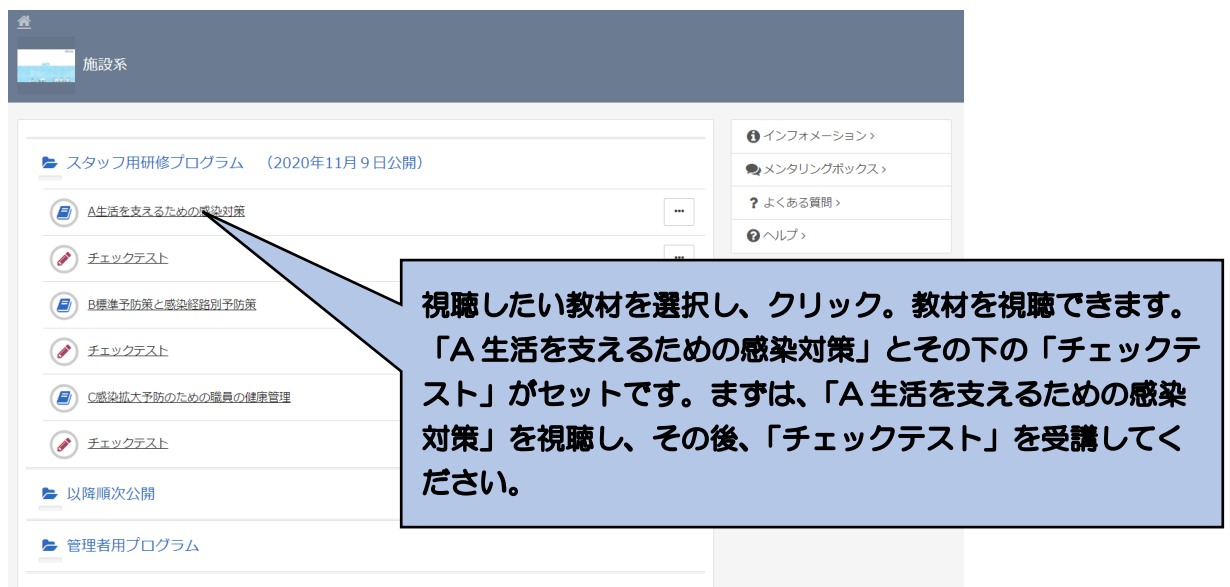 施設系
スタッフ用研修プログラム （2020年11月９日公開）
A生活を支えるための感染対策
チェックテスト
B標準予防策と感染経路別予防策
チェックテスト
C感染拡大予防のための職員の健康管理
チェックテスト
以降順次公開
管理者用プログラム
インフォメーション
メンタリングボックス
よくある質問
ヘルプ
視聴したい教材を選択し、クリック。教材を視聴できます。
「A 生活を支えるための感染対策」とその下の「チェックテ
スト」がセットです。まずは、「A 生活を支えるための感染
対策」を視聴し、その後、「チェックテスト」を受講してく
ださい。